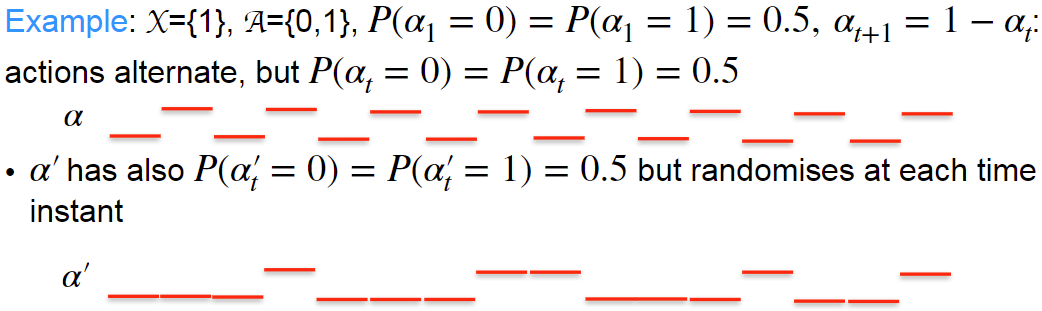 Example: 𝒳={1}, 𝒜={0,1}, P(α₁ = 0) = P(α₁ = 1) = 0.5, αₜ₊₁ = 1 − αₜ:
actions alternate, but P(αₜ = 0) = P(αₜ = 1) = 0.5
α
• α′ has also P(α′ₜ = 0) = P(α′ₜ = 1) = 0.5 but randomises at each time
instant
α′